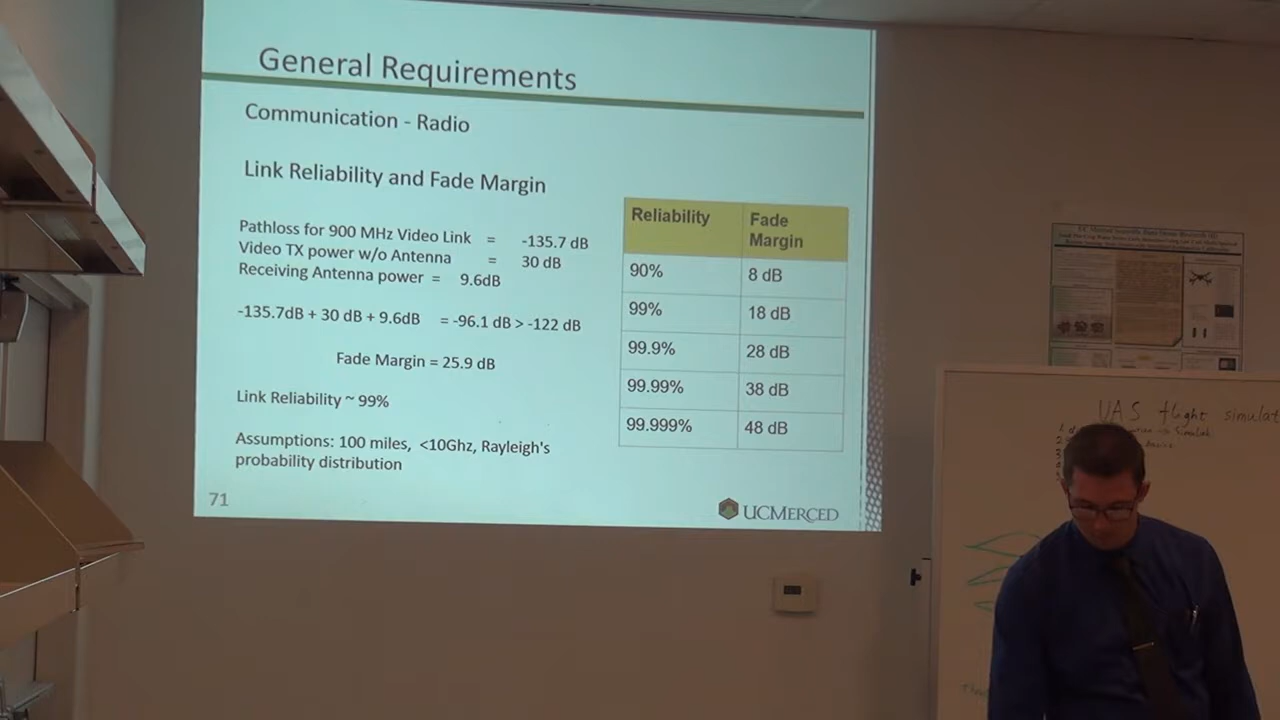 General Requirements
Communication - Radio
Link Reliability and Fade Margin
Pathloss for 900 MHz Video Link = -135.7 dB
Video TX power w/o Antenna = 30 dB
Receiving Antenna power = 9.6dB
-135.7dB + 30 dB + 9.6dB = -96.1 dB > -122 dB
Fade Margin = 25.9 dB
Link Reliability ~ 99%
Assumptions: 100 miles, <10Ghz, Rayleigh's
probability distribution
71
Reliability Fade
Margin
90% 8 dB
99% 18 dB
99.9% 28 dB
99.99% 38 dB
99.999% 48 dB
UCMERCED
UAS flight simulat